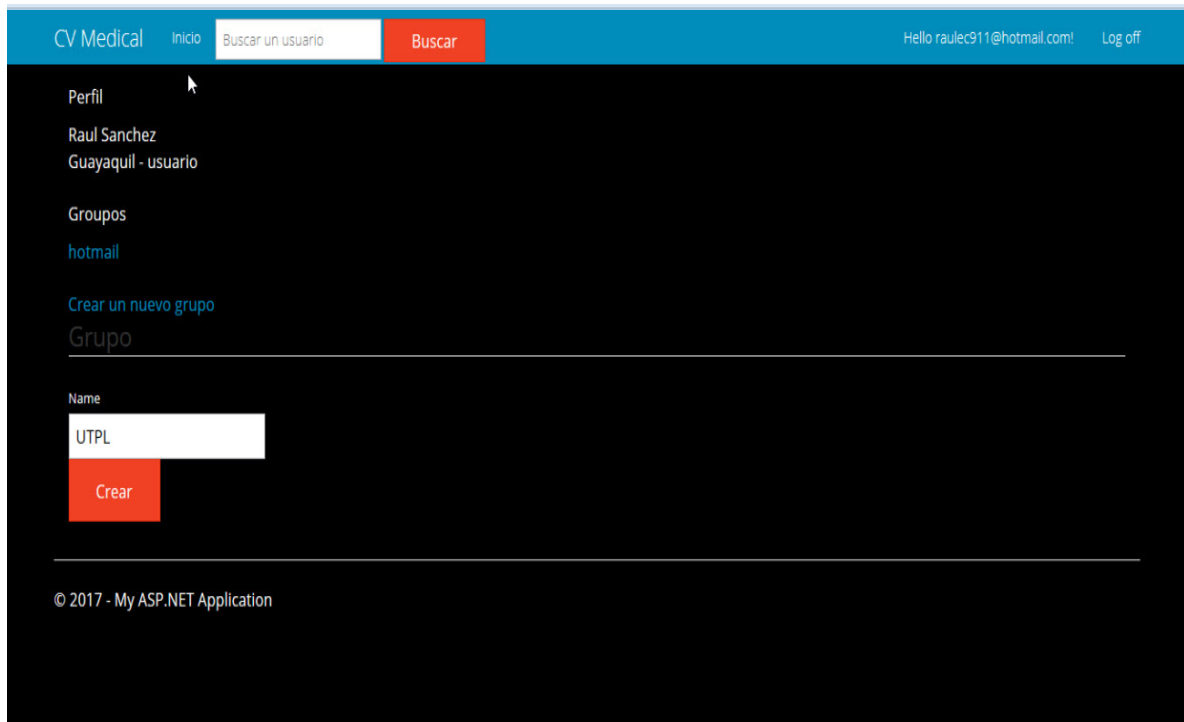 CV Medical Inicio Buscar un usuario Buscar Hello raulec911@hotmail.com! Log off
Perfil
Raul Sanchez
Guayaquil - usuario
Groupos
hotmail
Crear un nuevo grupo
Grupo
Name
UTPL
Crear
© 2017 - My ASP.NET Application